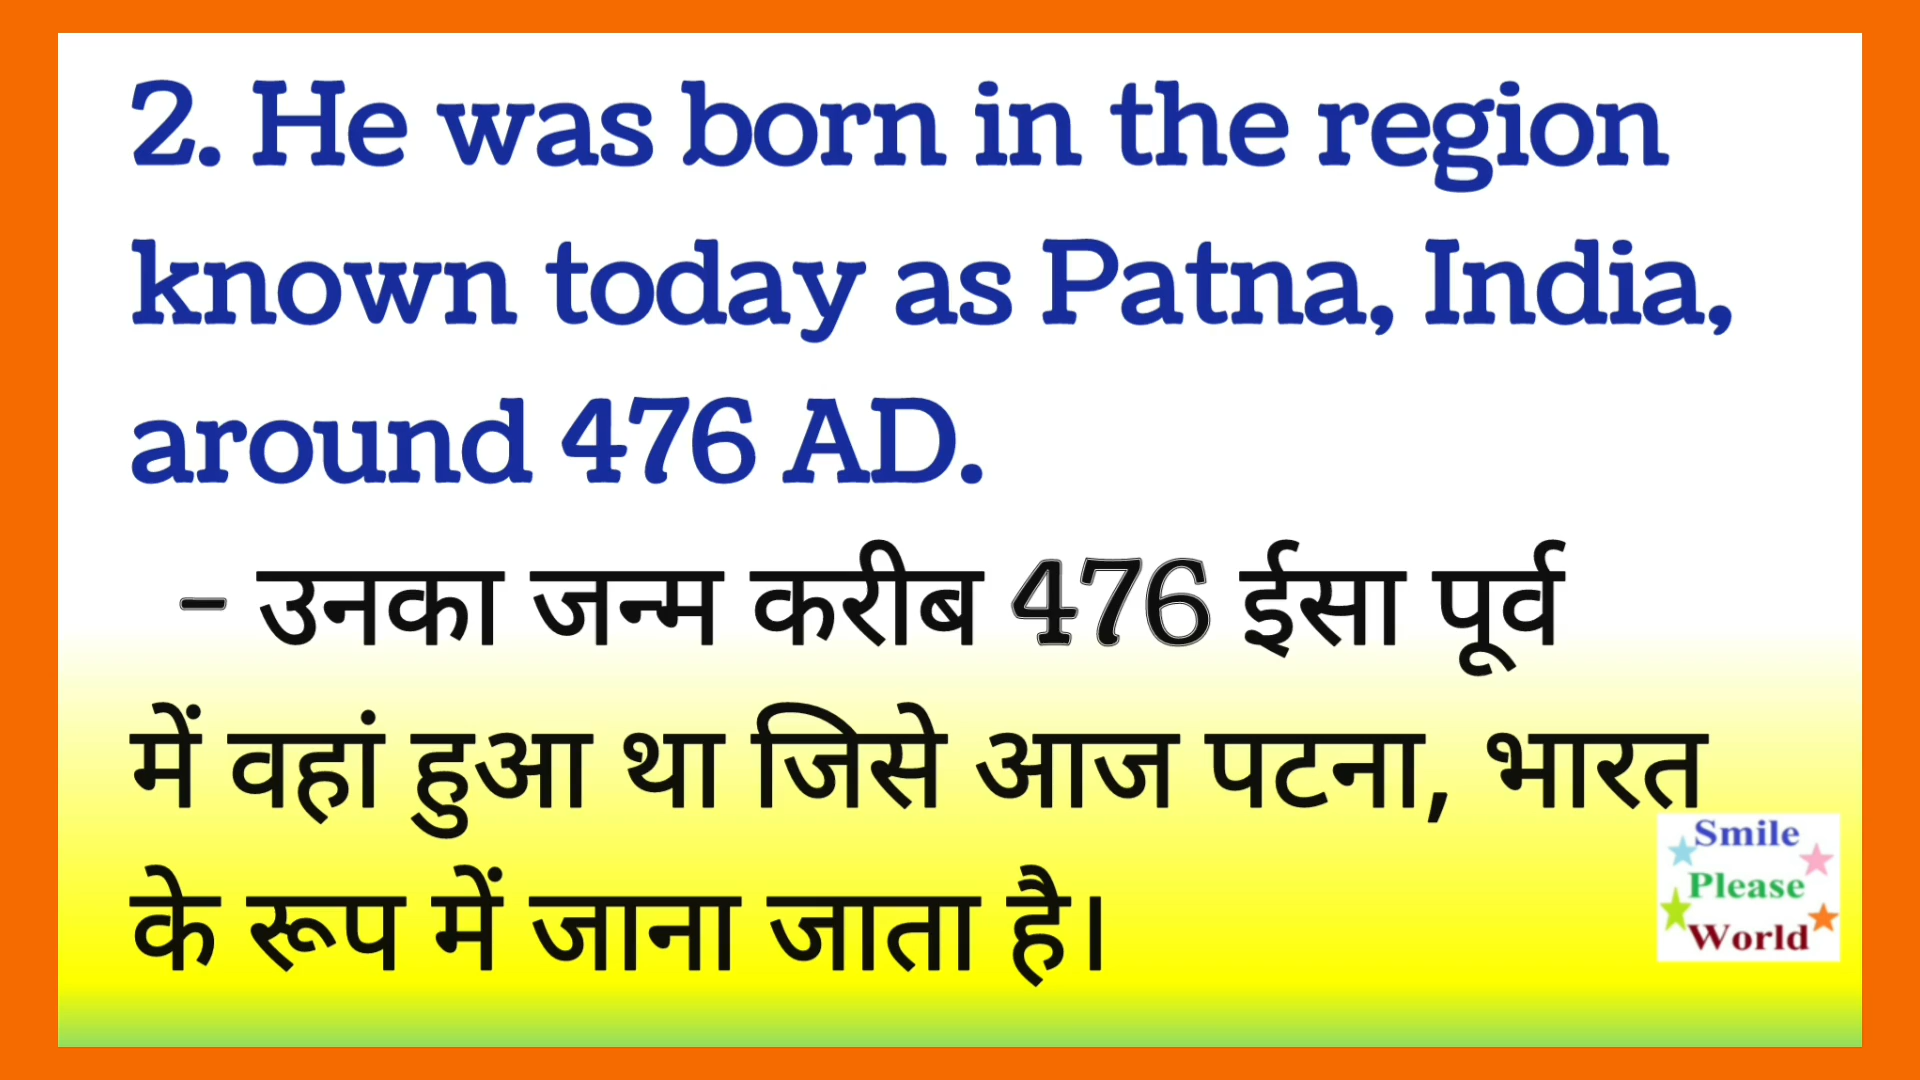 2. He was born in the region
known today as Patna, India,
around 476 AD.
- उनका जन्म करीब 476 ईसा पूर्व
में वहां हुआ था जिसे आज पटना, भारत
के रूप में जाना जाता है।
Smile
Please
World